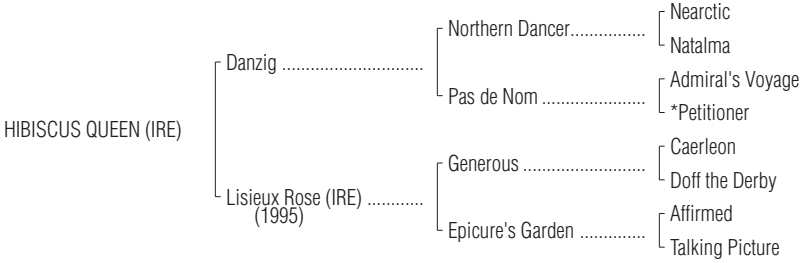 Nearctic
Northern Dancer................
Natalma
Danzig .............................
Admiral's Voyage
Pas de Nom .....................
*Petitioner
HIBISCUS QUEEN (IRE)
Caerleon
Generous .........................
Doff the Derby
Lisieux Rose (IRE) ............
(1995)
Affirmed
Epicure's Garden ..............
Talking Picture